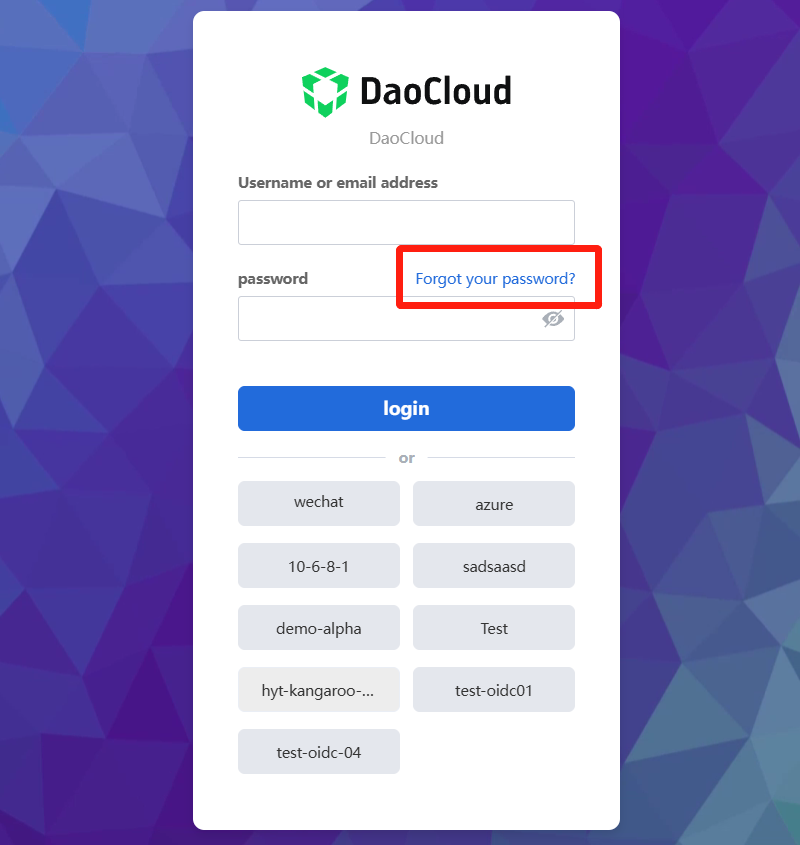 DaoCloud
DaoCloud
Username or email address
password
Forgot your password?
login
or
wechat
azure
10-6-8-1
sadsaasd
demo-alpha
Test
hyt-kangaroo-...
test-oidc01
test-oidc-04